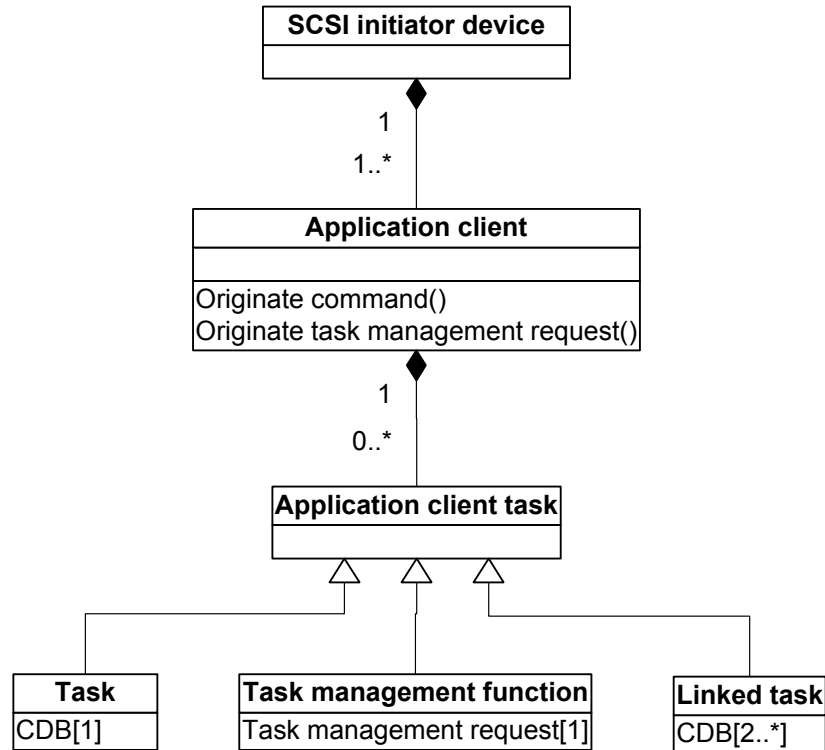 SCSI initiator device
1
1..*
Application client
Originate command()
Originate task management request()
1
0..*
Application client task
Task
CDB[1]
Task management function
Task management request[1]
Linked task
CDB[2..*]